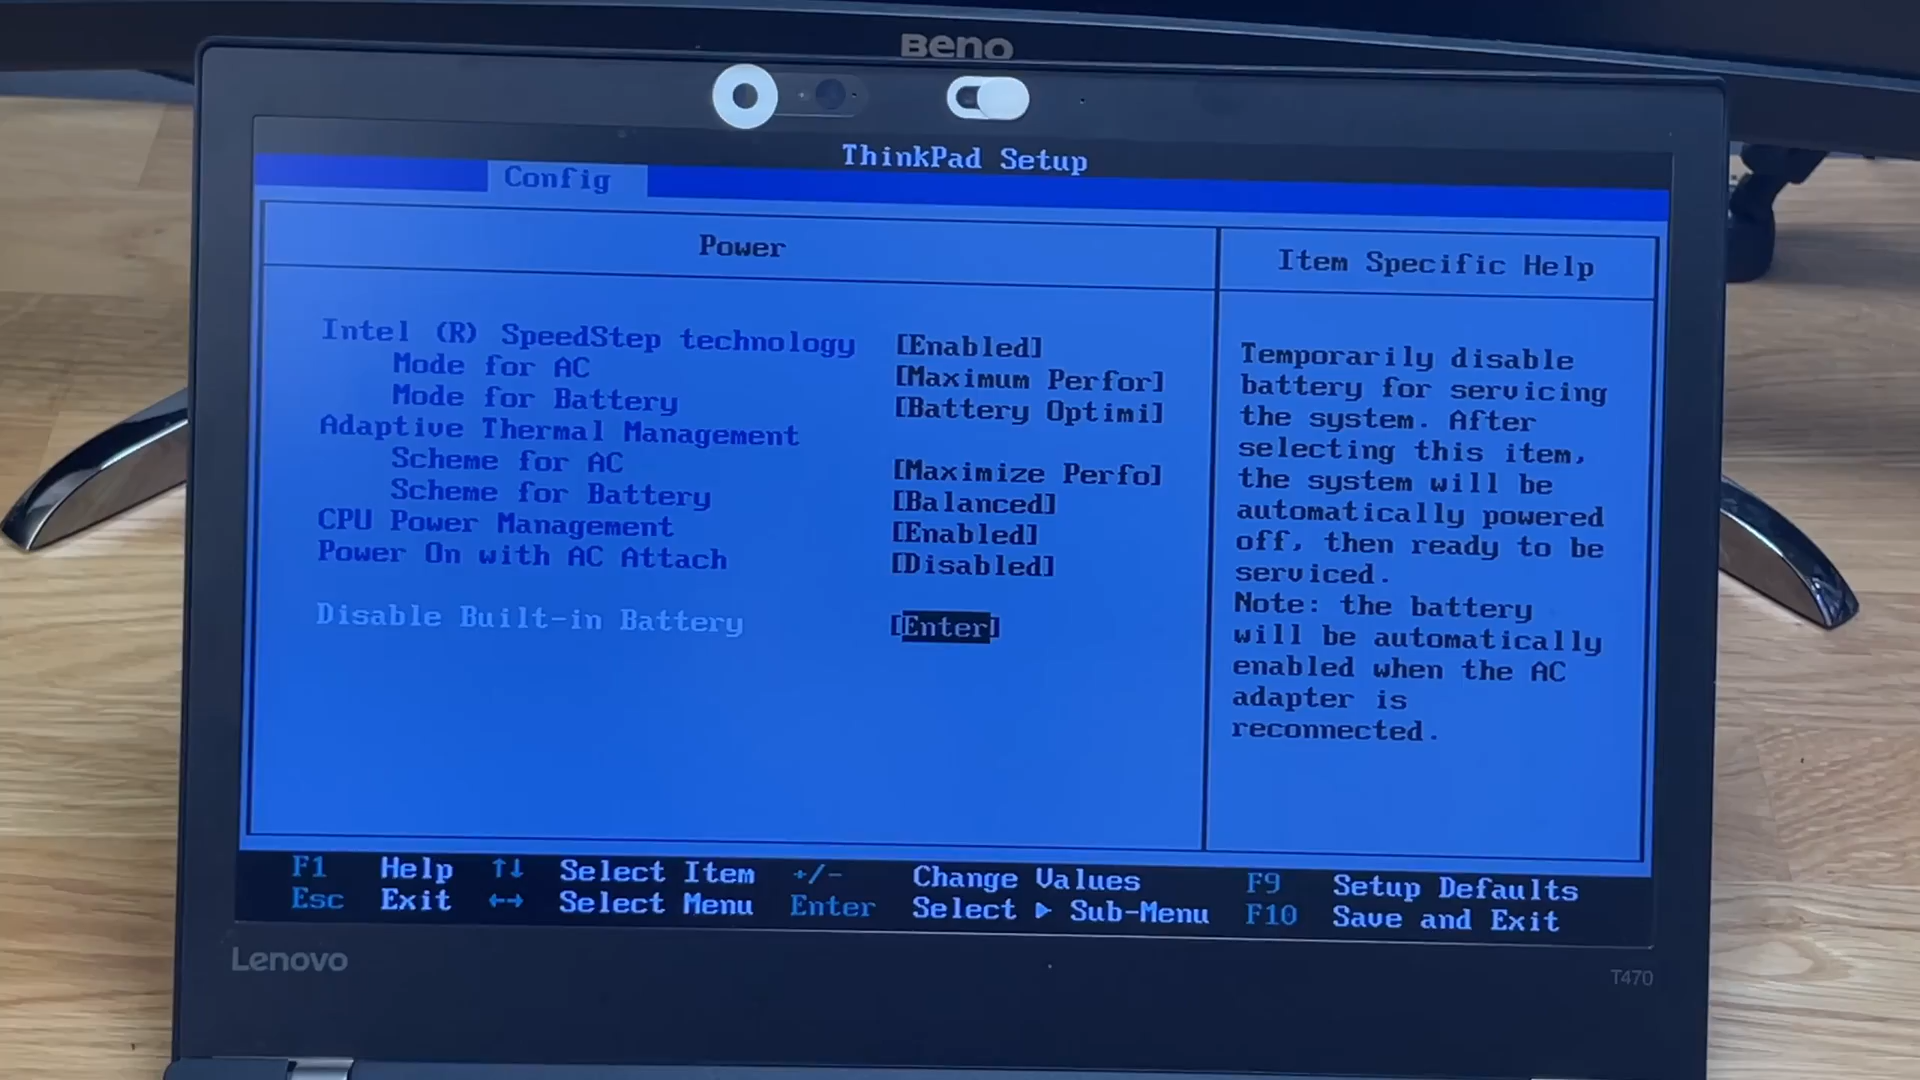 BenQ
ThinkPad Setup
Config
Power
Intel (R) SpeedStep technology [Enabled]
Mode for AC [Maximum Perfor]
Mode for Battery [Battery Optimi]
Adaptive Thermal Management
Scheme for AC [Maximize Perfo]
Scheme for Battery [Balanced]
CPU Power Management [Enabled]
Power On with AC Attach [Disabled]
Disable Built-in Battery [Enter]
Item Specific Help
Temporarily disable
battery for servicing
the system. After
selecting this item,
the system will be
automatically powered
off, then ready to be
serviced.
Note: the battery
will be automatically
enabled when the AC
adapter is
reconnected.
F1 Help ↑↓ Select Item +/- Change Values F9 Setup Defaults
Esc Exit ←→ Select Menu Enter Select ▶ Sub-Menu F10 Save and Exit
Lenovo
T470